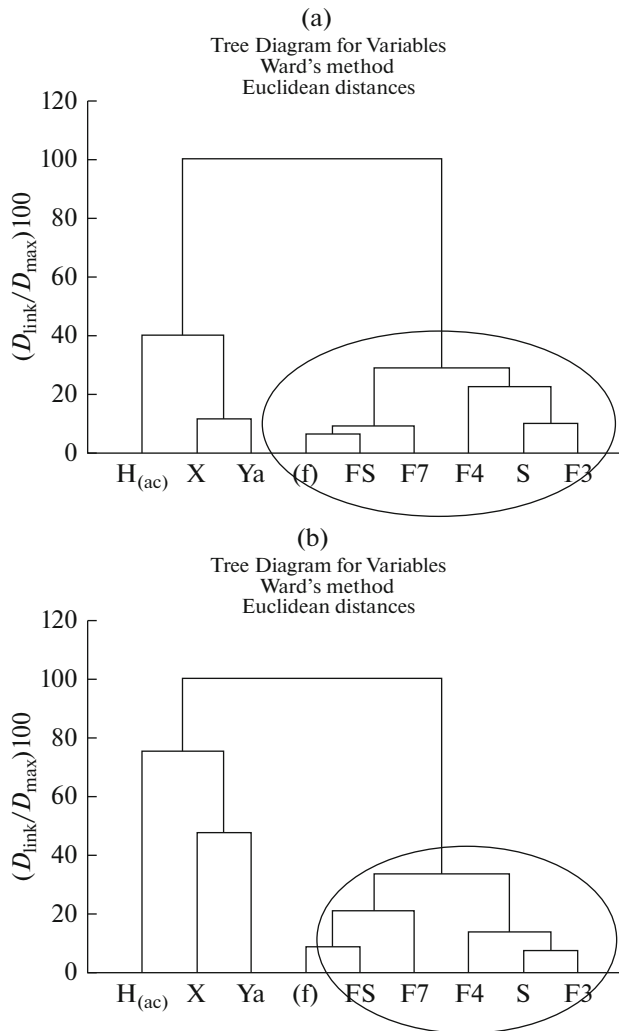 (a)
Tree Diagram for Variables
Ward's method
Euclidean distances
120
100
80
60
40
20
0
(D_link/D_max)100
H_(ac) X Ya (f) FS F7 F4 S F3
(b)
Tree Diagram for Variables
Ward's method
Euclidean distances
120
100
80
60
40
20
0
(D_link/D_max)100
H_(ac) X Ya (f) FS F7 F4 S F3